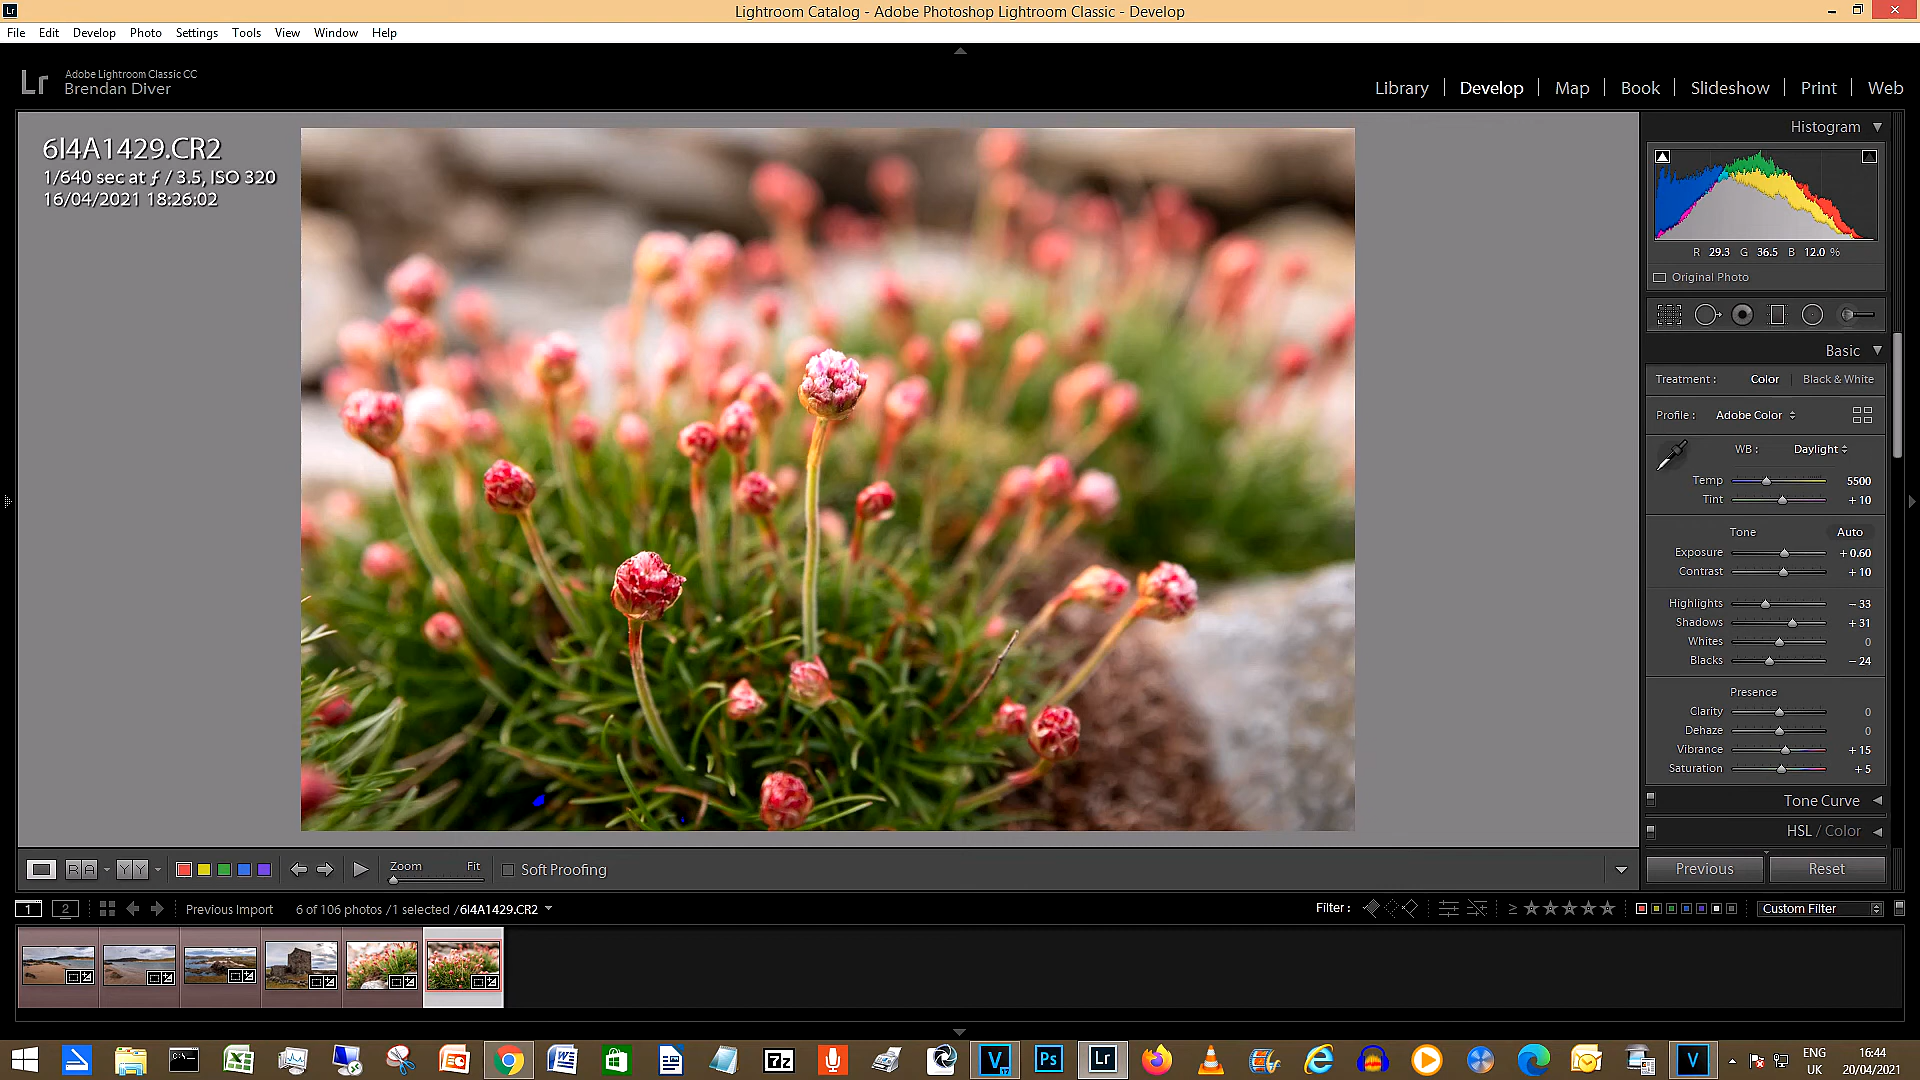 Lr
Lightroom Catalog - Adobe Photoshop Lightroom Classic - Develop
File Edit Develop Photo Settings Tools View Window Help
Lr
Adobe Lightroom Classic CC
Brendan Diver
Library Develop Map Book Slideshow Print Web
6I4A1429.CR2
1/640 sec at ƒ / 3.5, ISO 320
16/04/2021 18:26:02
Histogram
R 29.3 G 36.5 B 12.0 %
Original Photo
Basic
Treatment : Color Black & White
Profile : Adobe Color
WB : Daylight
Temp 5500
Tint + 10
Tone Auto
Exposure + 0.60
Contrast + 10
Highlights – 33
Shadows + 31
Whites 0
Blacks – 24
Presence
Clarity 0
Dehaze 0
Vibrance + 15
Saturation + 5
Tone Curve
HSL / Color
R A Y Y Zoom Fit Soft Proofing
Previous Reset
1 2 Previous Import 6 of 106 photos /1 selected /6I4A1429.CR2 Filter : ≥ Custom Filter
C:\_ 7z V 17 Ps Lr V
ENG 16:44
UK 20/04/2021